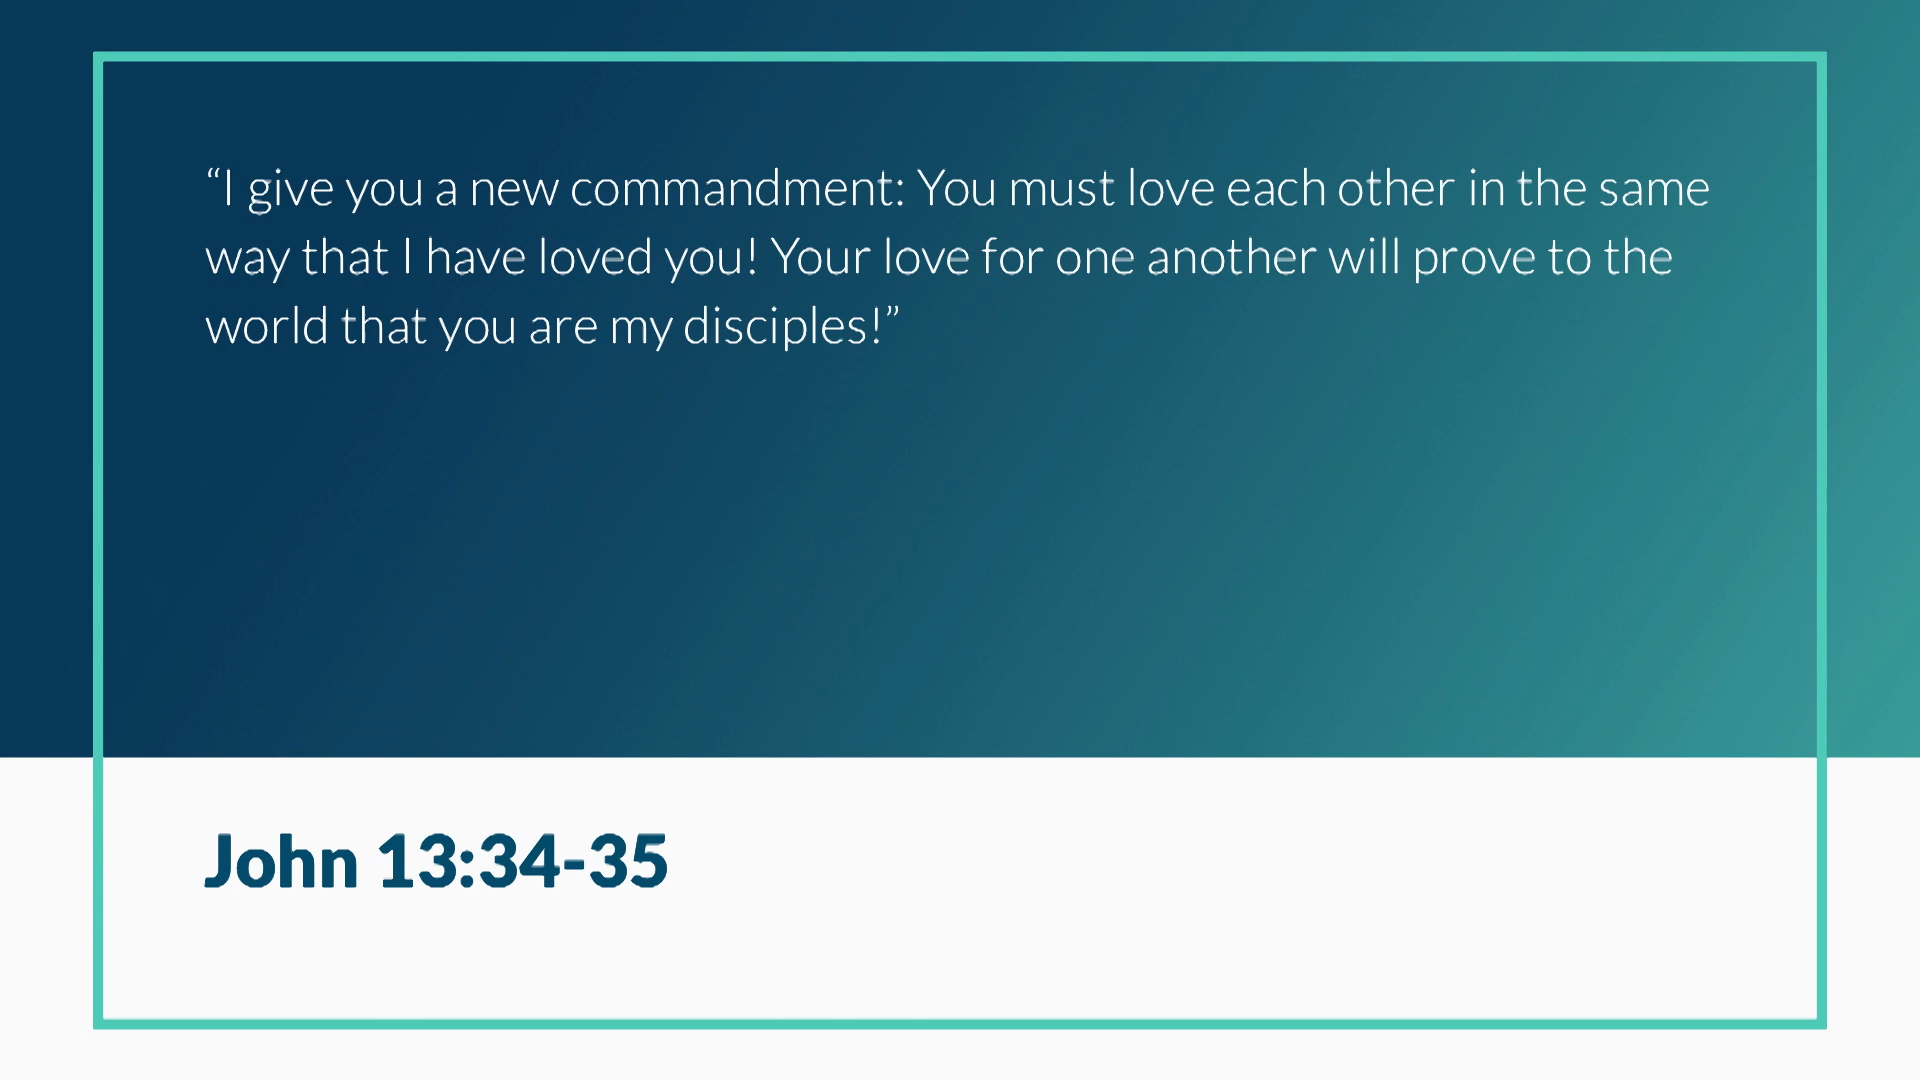 “I give you a new commandment: You must love each other in the same
way that I have loved you! Your love for one another will prove to the
world that you are my disciples!”
John 13:34-35